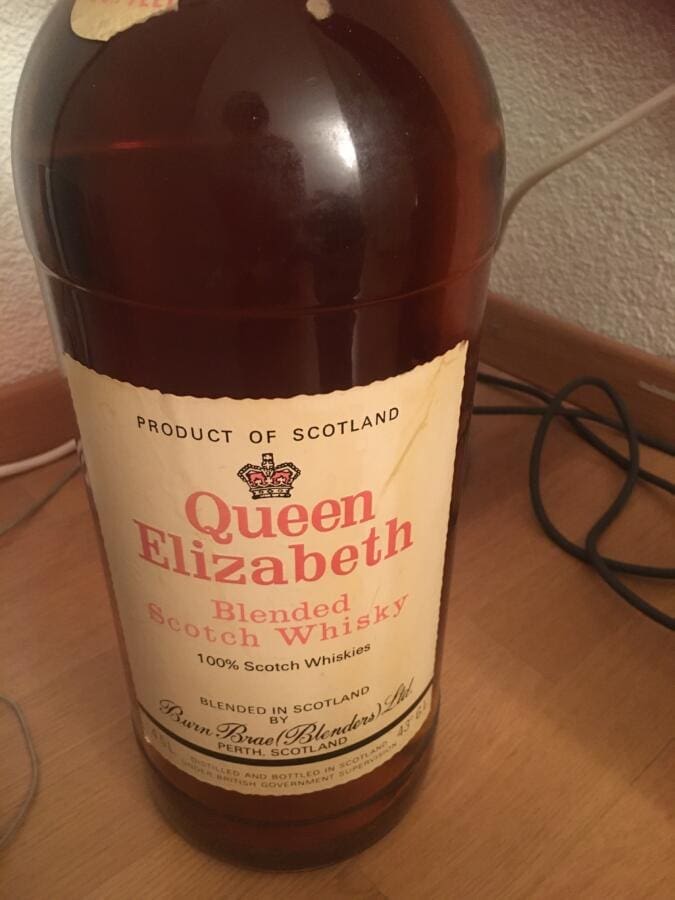 PRODUCT OF SCOTLAND
Queen
Elizabeth
Blended
Scotch Whisky
100% Scotch Whiskies
BLENDED IN SCOTLAND
BY
Burn Brae (Blenders) Ltd.
PERTH, SCOTLAND
DISTILLED AND BOTTLED IN SCOTLAND
UNDER BRITISH GOVERNMENT SUPERVISION